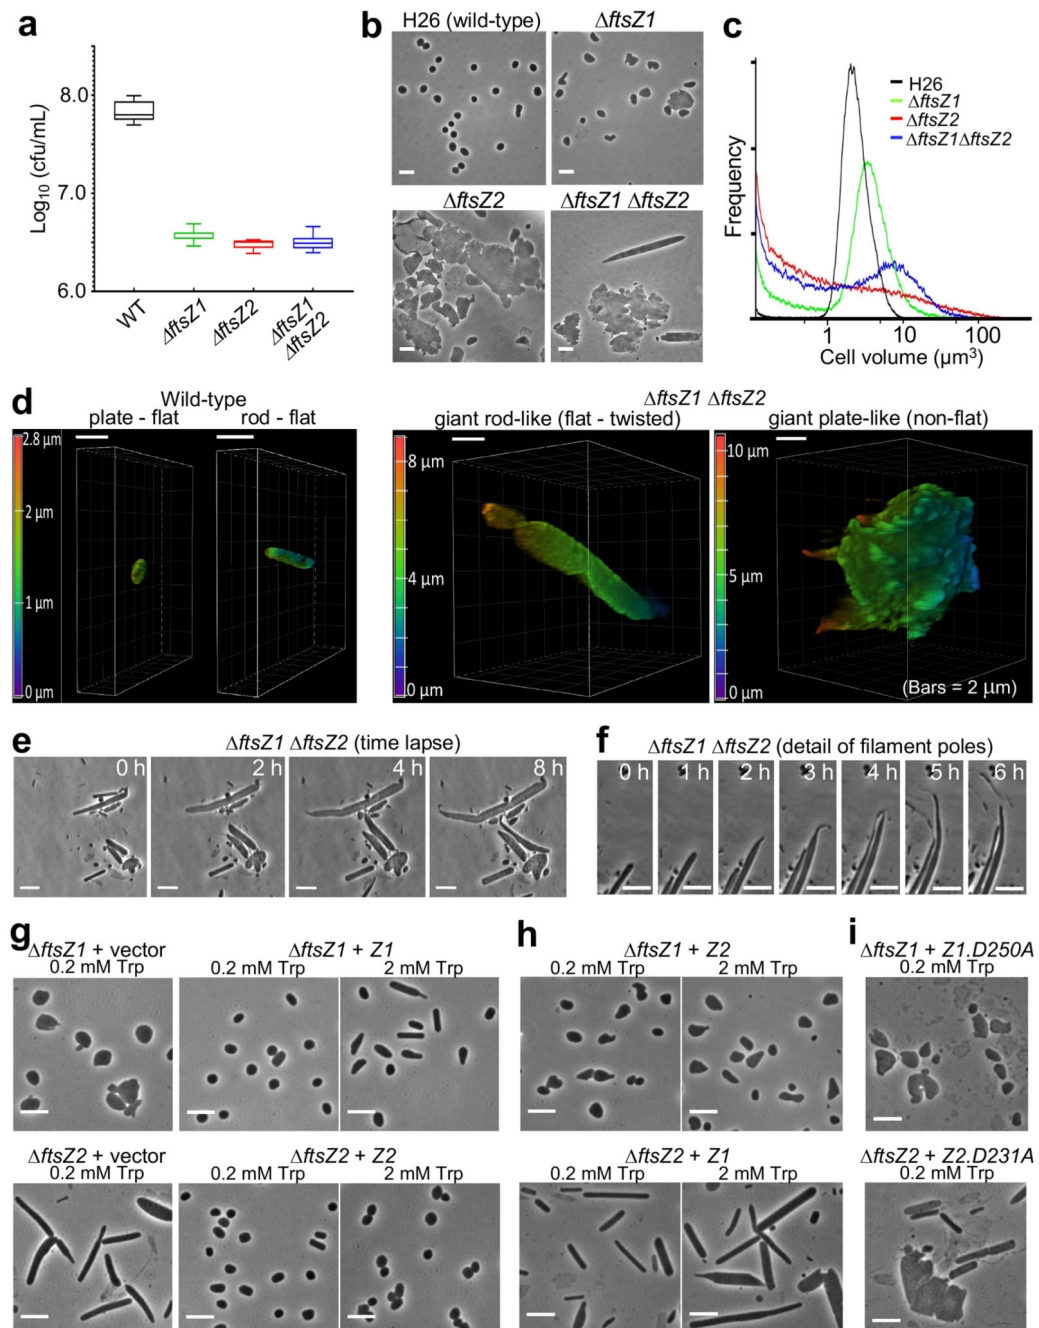 a
Log10 (cfu/mL)
8.0
7.0
6.0
WT
ΔftsZ1
ΔftsZ2
ΔftsZ1
ΔftsZ2
b
H26 (wild-type)
ΔftsZ1
ΔftsZ2
ΔftsZ1 ΔftsZ2
c
H26
ΔftsZ1
ΔftsZ2
ΔftsZ1ΔftsZ2
Frequency
1 10 100
Cell volume (μm³)
d
Wild-type
plate - flat
rod - flat
2.8 μm
2 μm
1 μm
0 μm
ΔftsZ1 ΔftsZ2
giant rod-like (flat - twisted)
giant plate-like (non-flat)
8 μm
4 μm
0 μm
10 μm
5 μm
0 μm
(Bars = 2 μm)
e
ΔftsZ1 ΔftsZ2 (time lapse)
0 h
2 h
4 h
8 h
f
ΔftsZ1 ΔftsZ2 (detail of filament poles)
0 h
1 h
2 h
3 h
4 h
5 h
6 h
g
ΔftsZ1 + vector
0.2 mM Trp
ΔftsZ1 + Z1
0.2 mM Trp
2 mM Trp
ΔftsZ2 + vector
0.2 mM Trp
ΔftsZ2 + Z2
0.2 mM Trp
2 mM Trp
h
ΔftsZ1 + Z2
0.2 mM Trp
2 mM Trp
ΔftsZ2 + Z1
0.2 mM Trp
2 mM Trp
i
ΔftsZ1 + Z1.D250A
0.2 mM Trp
ΔftsZ2 + Z2.D231A
0.2 mM Trp